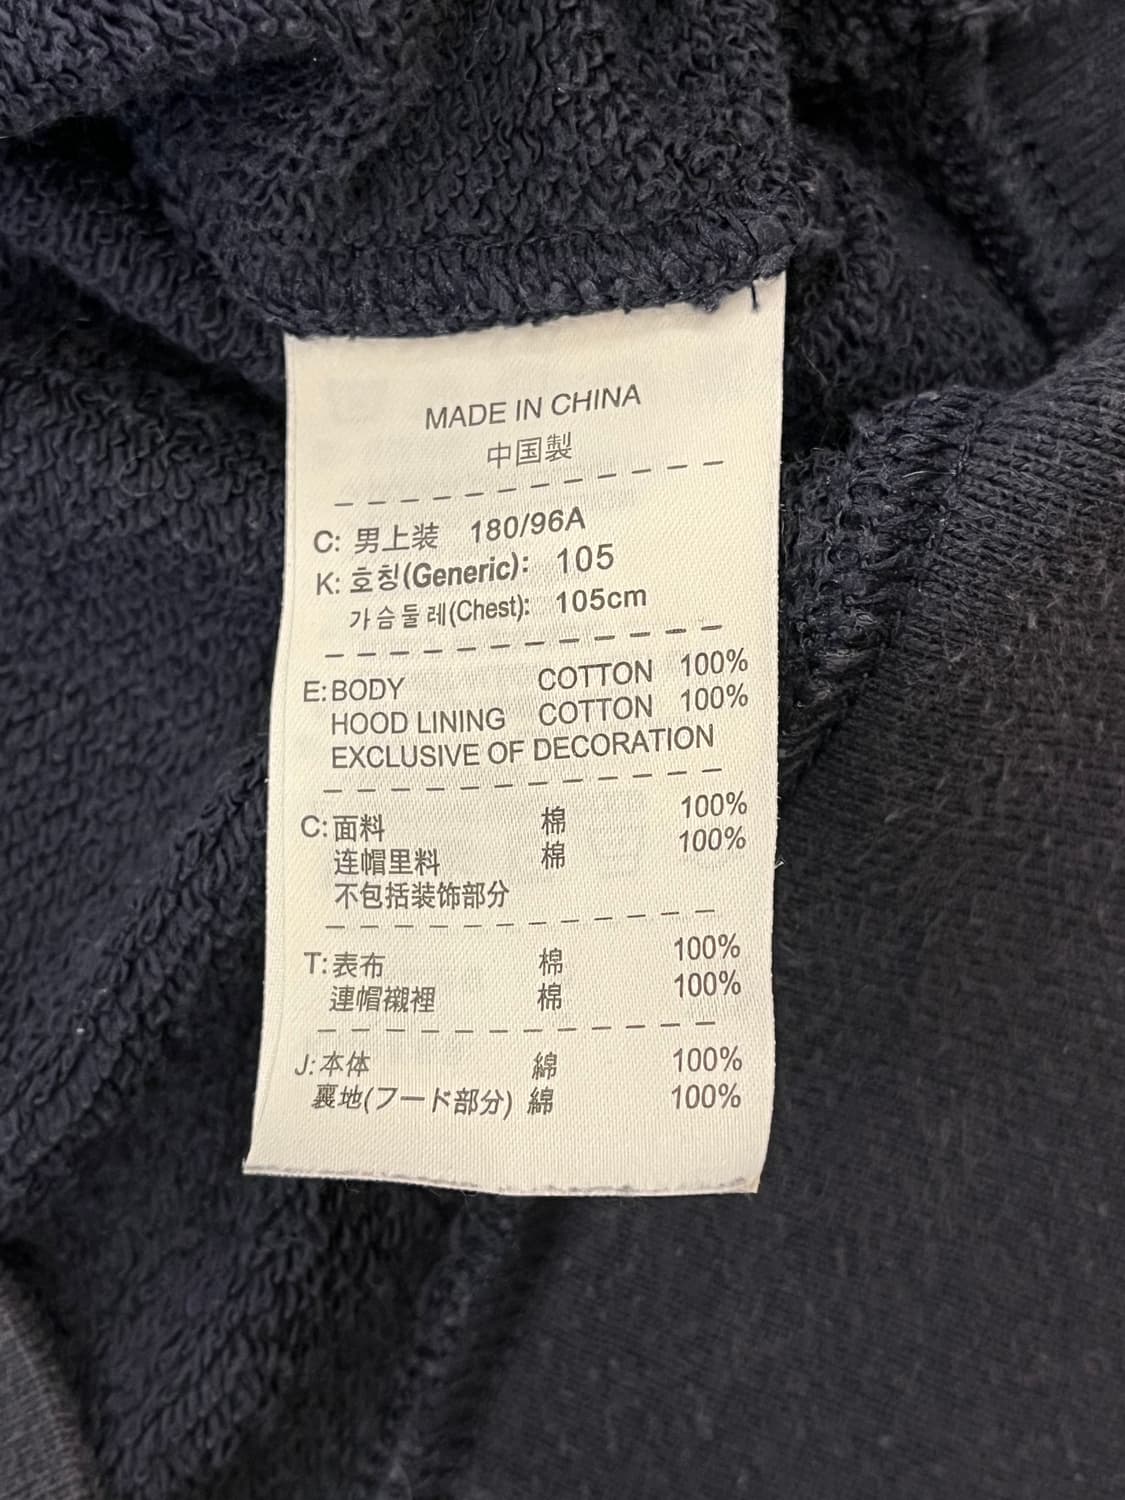 MADE IN CHINA
中国製
C: 男上装 180/96A
K: 호칭(Generic): 105
가슴둘레(Chest): 105cm
E: BODY COTTON 100%
HOOD LINING COTTON 100%
EXCLUSIVE OF DECORATION
C: 面料 棉 100%
连帽里料 棉 100%
不包括装饰部分
T: 表布 棉 100%
連帽襯裡 棉 100%
J: 本体 綿 100%
裏地(フード部分) 綿 100%